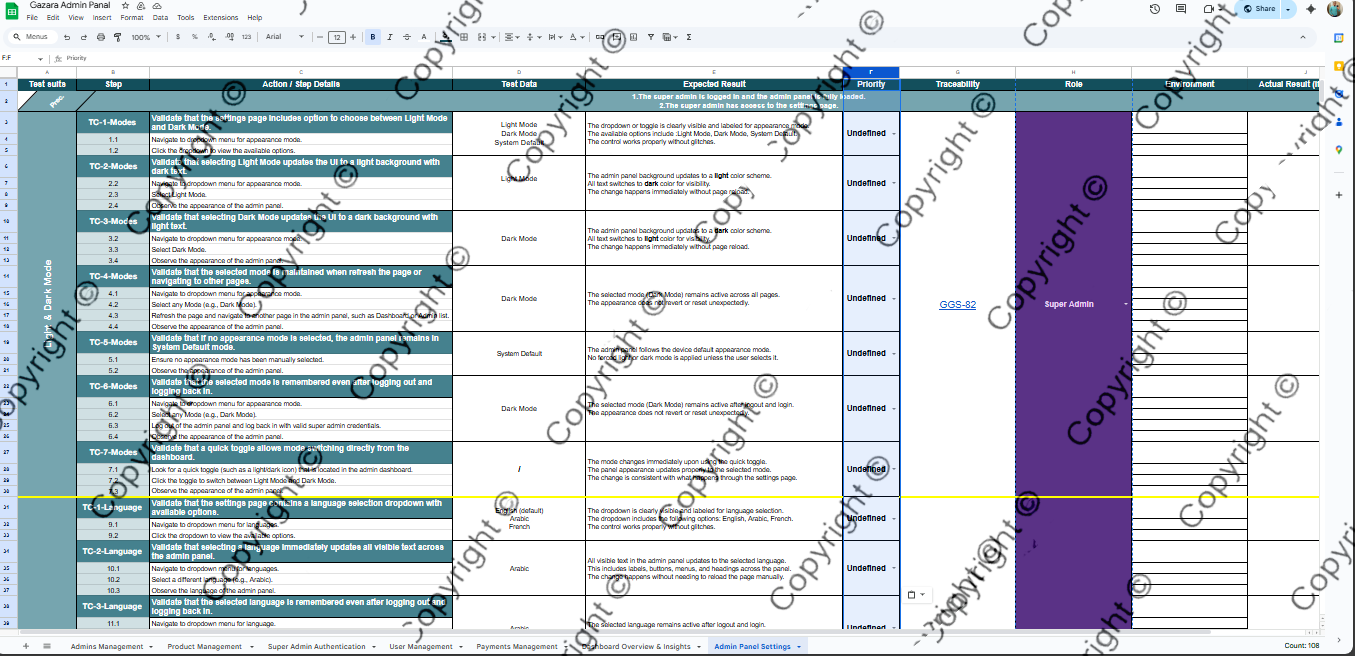 Gazara Admin Panal
File Edit View Insert Format Data Tools Extensions Help
Share
Menus 100% $ % .0 .00 123 Arial 12 B I A
F:F fx Priority
A B C D E F G H I J
Test suits Step Action / Step Details Test Data Expected Result Priority Traceability Role Environment Actual Result
Prec.
1.The super admin is logged in and the admin panel is fully loaded.
2.The super admin has access to the settings page.
Light & Dark Mode
TC-1-Modes
Validate that the settings page includes option to choose between Light Mode
and Dark Mode.
1.1 Navigate to dropdown menu for appearance mode.
1.2 Click the dropdown to view the available options.
Light Mode
Dark Mode
System Default
The dropdown or toggle is clearly visible and labeled for appearance mode.
The available options include :Light Mode, Dark Mode, System Default.
The control works properly without glitches.
Undefined
TC-2-Modes
Validate that selecting Light Mode updates the UI to a light background with
dark text.
2.2 Navigate to dropdown menu for appearance mode.
2.3 Select Light Mode.
2.4 Observe the appearance of the admin panel.
Light Mode
The admin panel background updates to a light color scheme.
All text switches to dark color for visibility.
The change happens immediately without page reload.
Undefined
TC-3-Modes
Validate that selecting Dark Mode updates the UI to a dark background with
light text.
3.2 Navigate to dropdown menu for appearance mode.
3.3 Select Dark Mode.
3.4 Observe the appearance of the admin panel.
Dark Mode
The admin panel background updates to a dark color scheme.
All text switches to light color for visibility.
The change happens immediately without page reload.
Undefined
TC-4-Modes
Validate that the selected mode is maintained when refresh the page or
navigating to other pages.
4.1 Navigate to dropdown menu for appearance mode.
4.2 Select any Mode (e.g., Dark Mode).
4.3 Refresh the page and navigate to another page in the admin panel, such as Dashboard or Admin list.
4.4 Observe the appearance of the admin panel.
Dark Mode
The selected mode (Dark Mode) remains active across all pages.
The appearance does not revert or reset unexpectedly.
Undefined
GGS-82
Super Admin
TC-5-Modes
Validate that if no appearance mode is selected, the admin panel remains in
System Default mode.
5.1 Ensure no appearance mode has been manually selected.
5.2 Observe the appearance of the admin panel.
System Default
The admin panel follows the device default appearance mode.
No forced light or dark mode is applied unless the user selects it.
Undefined
TC-6-Modes
Validate that the selected mode is remembered even after logging out and
logging back in.
6.1 Navigate to dropdown menu for appearance mode.
6.2 Select any Mode (e.g., Dark Mode).
6.3 Log out of the admin panel and log back in with valid super admin credentials.
6.4 Observe the appearance of the admin panel.
Dark Mode
The selected mode (Dark Mode) remains active after logout and login.
The appearance does not revert or reset unexpectedly.
Undefined
TC-7-Modes
Validate that a quick toggle allows mode switching directly from the
dashboard.
7.1 Look for a quick toggle (such as a light/dark icon) that is located in the admin dashboard.
7.2 Click the toggle to switch between Light Mode and Dark Mode.
7.3 Observe the appearance of the admin panel.
/
The mode changes immediately upon using the quick toggle.
The panel appearance updates properly to the selected mode.
The change is consistent with what happens through the settings page.
Undefined
TC-1-Language
Validate that the settings page contains a language selection dropdown with
available options.
9.1 Navigate to dropdown menu for languages.
9.2 Click the dropdown to view the available options.
English (default)
Arabic
French
The dropdown is clearly visible and labeled for language selection.
The dropdown includes the following options: English, Arabic, French.
The control works properly without glitches.
Undefined
TC-2-Language
Validate that selecting a language immediately updates all visible text across
the admin panel.
10.1 Navigate to dropdown menu for languages.
10.2 Select a different language (e.g., Arabic).
10.3 Observe the language of the admin panel.
Arabic
All visible text in the admin panel updates to the selected language.
This includes labels, buttons, menus, and headings across the panel.
The change happens without needing to reload the page manually.
Undefined
TC-3-Language
Validate that the selected language is remembered even after logging out and
logging back in.
11.1 Navigate to dropdown menu for language.
Arabic
The selected language remains active after logout and login.
Undefined
Admins Management Product Management Super Admin Authentication User Management Payments Management Dashboard Overview & Insights Admin Panel Settings Count: 108
Copyright ©